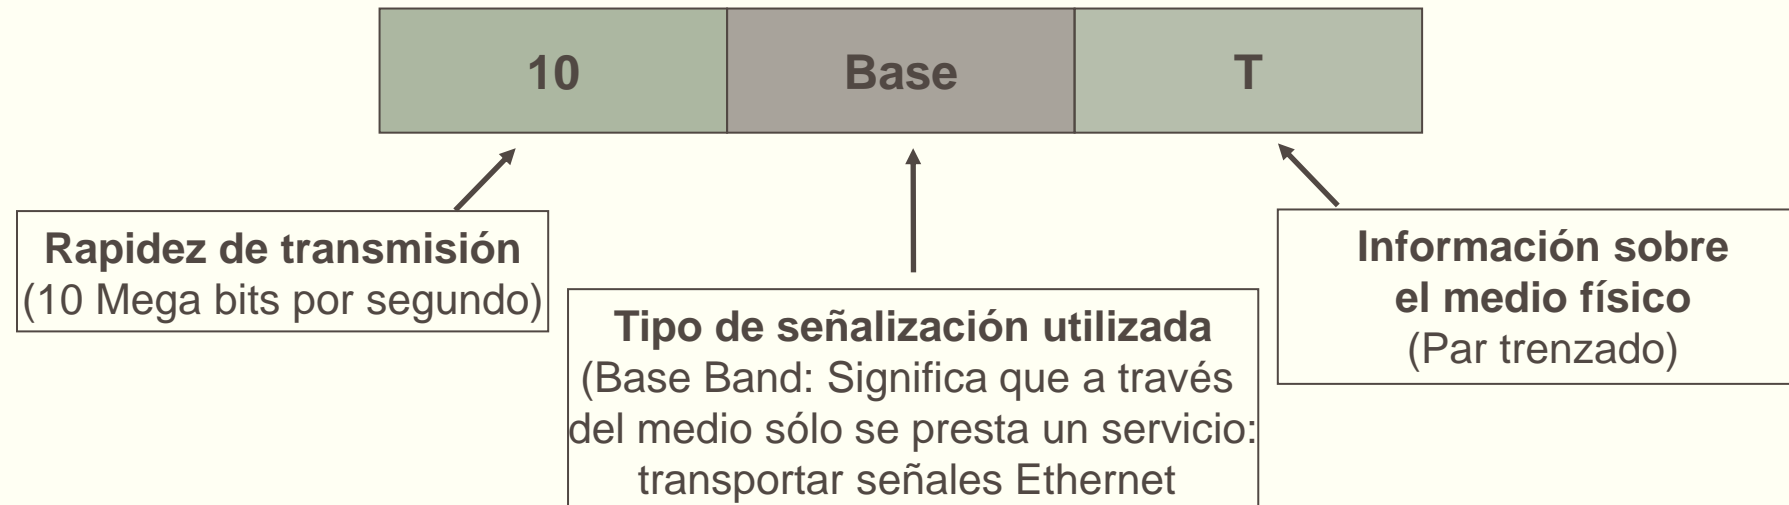 10 Base T
Rapidez de transmisión
(10 Mega bits por segundo)
Tipo de señalización utilizada
(Base Band: Significa que a través
del medio sólo se presta un servicio:
transportar señales Ethernet
Información sobre
el medio físico
(Par trenzado)